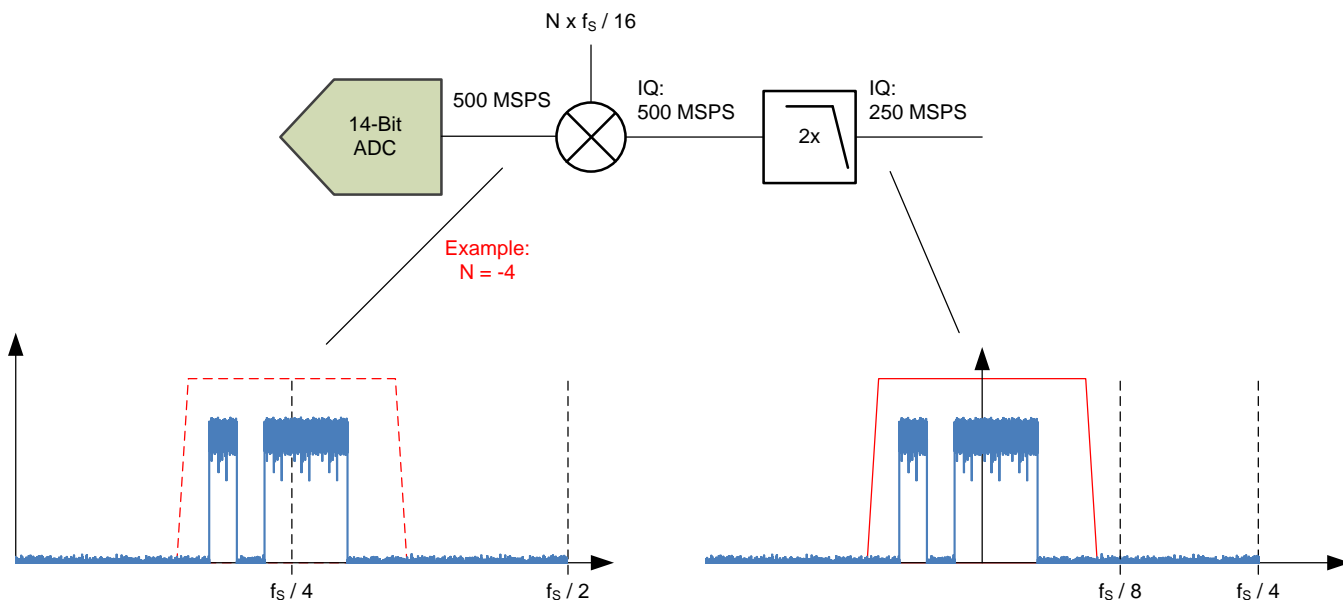 N x fS / 16
14-Bit
ADC
500 MSPS
IQ:
500 MSPS
2x
IQ:
250 MSPS
Example:
N = -4
fS / 4
fS / 2
fS / 8
fS / 4